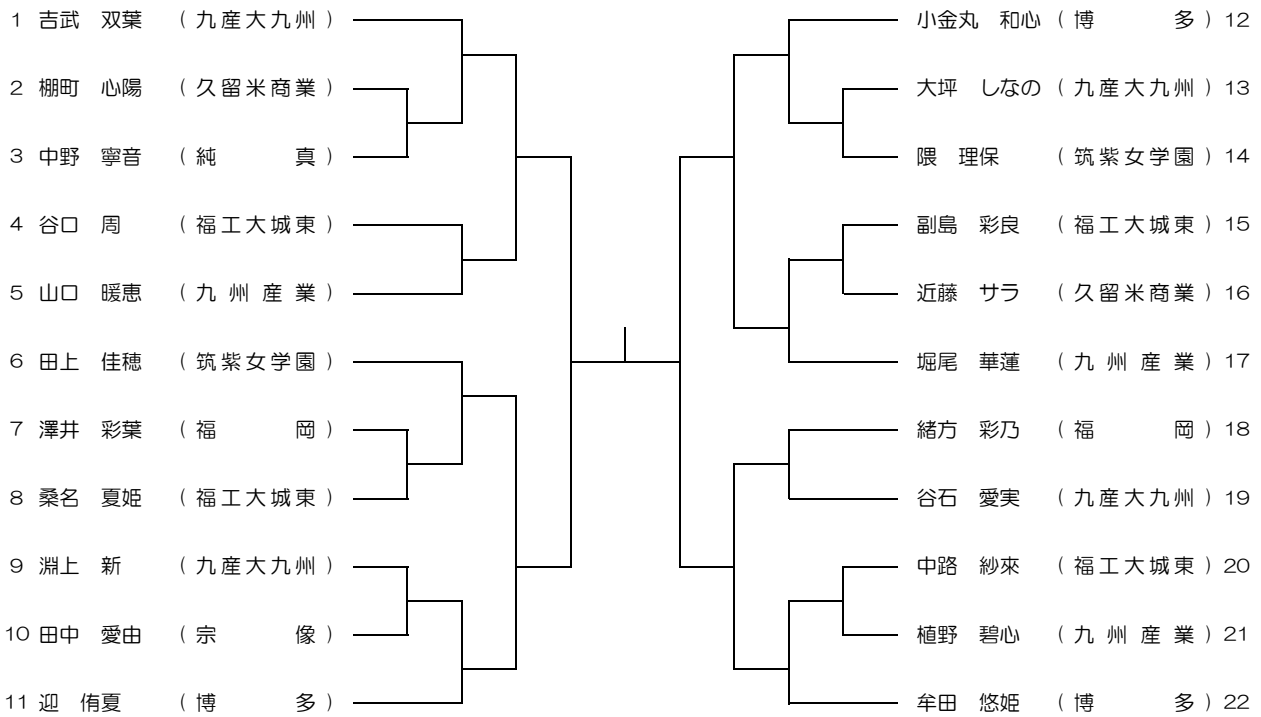 1 吉武 双葉 (九産大九州)
2 棚町 心陽 (久留米商業)
3 中野 寧音 (純 真)
4 谷口 周 (福工大城東)
5 山口 暖恵 (九州産業)
6 田上 佳穂 (筑紫女学園)
7 澤井 彩葉 (福 岡)
8 桑名 夏姫 (福工大城東)
9 淵上 新 (九産大九州)
10 田中 愛由 (宗 像)
11 迎 侑夏 (博 多)
小金丸 和心 (博 多) 12
大坪 しなの (九産大九州) 13
隈 理保 (筑紫女学園) 14
副島 彩良 (福工大城東) 15
近藤 サラ (久留米商業) 16
堀尾 華蓮 (九州産業) 17
緒方 彩乃 (福 岡) 18
谷石 愛実 (九産大九州) 19
中路 紗來 (福工大城東) 20
植野 碧心 (九州産業) 21
牟田 悠姫 (博 多) 22